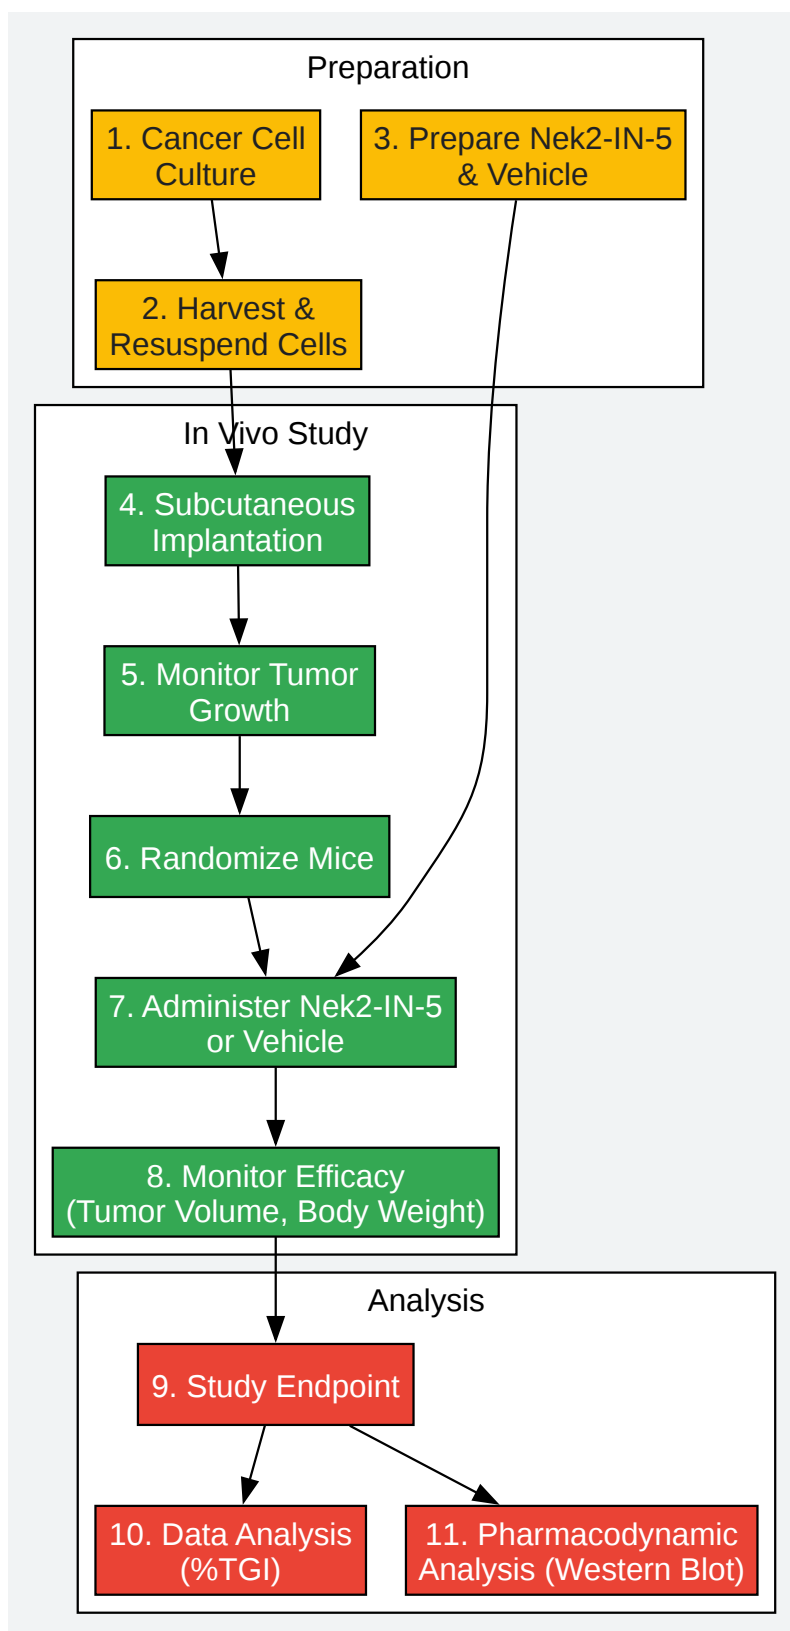 Preparation
1. Cancer Cell
Culture
3. Prepare Nek2-IN-5
& Vehicle
2. Harvest &
Resuspend Cells
In Vivo Study
4. Subcutaneous
Implantation
5. Monitor Tumor
Growth
6. Randomize Mice
7. Administer Nek2-IN-5
or Vehicle
8. Monitor Efficacy
(Tumor Volume, Body Weight)
Analysis
9. Study Endpoint
10. Data Analysis
(%TGI)
11. Pharmacodynamic
Analysis (Western Blot)